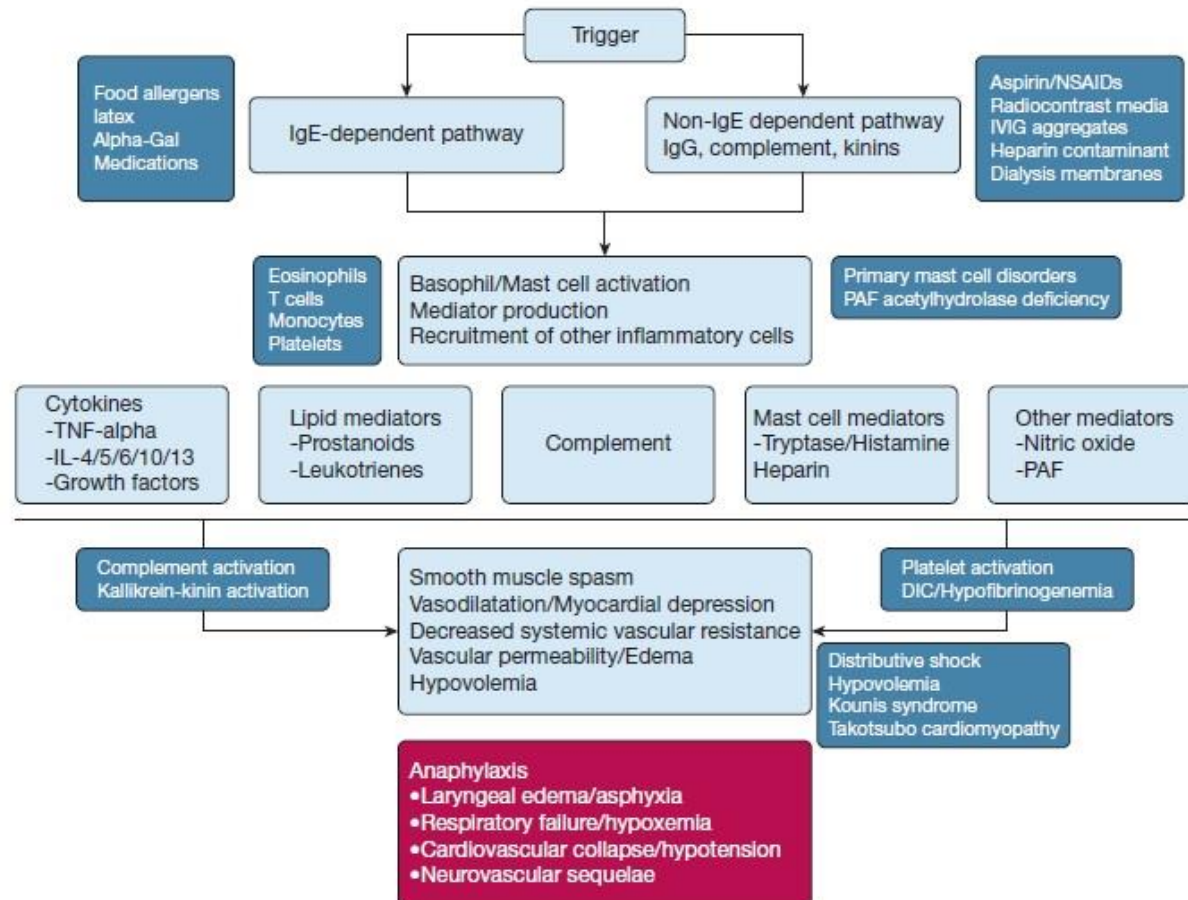 Trigger
Food allergens
latex
Alpha-Gal
Medications
IgE-dependent pathway
Non-IgE dependent pathway
IgG, complement, kinins
Aspirin/NSAIDs
Radiocontrast media
IVIG aggregates
Heparin contaminant
Dialysis membranes
Eosinophils
T cells
Monocytes
Platelets
Basophil/Mast cell activation
Mediator production
Recruitment of other inflammatory cells
Primary mast cell disorders
PAF acetylhydrolase deficiency
Cytokines
-TNF-alpha
-IL-4/5/6/10/13
-Growth factors
Lipid mediators
-Prostanoids
-Leukotrienes
Complement
Mast cell mediators
-Tryptase/Histamine
Heparin
Other mediators
-Nitric oxide
-PAF
Complement activation
Kallikrein-kinin activation
Smooth muscle spasm
Vasodilatation/Myocardial depression
Decreased systemic vascular resistance
Vascular permeability/Edema
Hypovolemia
Platelet activation
DIC/Hypofibrinogenemia
Distributive shock
Hypovolemia
Kounis syndrome
Takotsubo cardiomyopathy
Anaphylaxis
•Laryngeal edema/asphyxia
•Respiratory failure/hypoxemia
•Cardiovascular collapse/hypotension
•Neurovascular sequelae